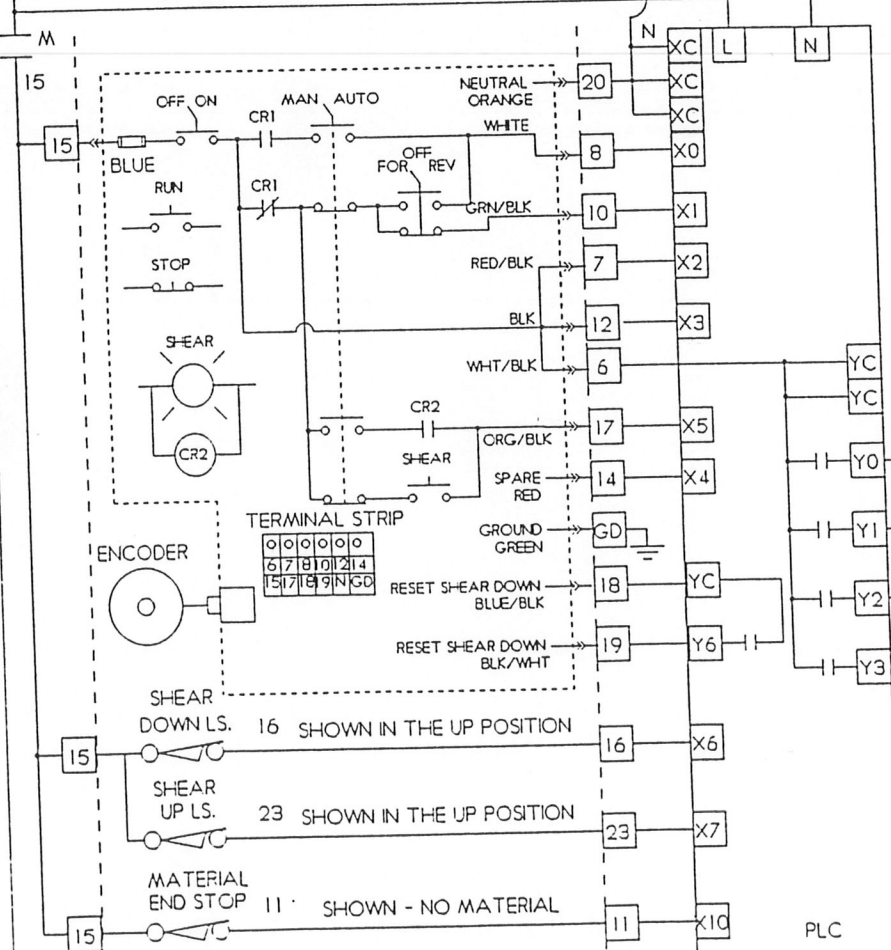 M
N
XC
L
N
15
NEUTRAL
ORANGE
20
XC
OFF ON
MAN AUTO
CR1
XC
WHITE
15
BLUE
8
X0
OFF
FOR REV
RUN
CR1
GRN/BLK
10
X1
STOP
RED/BLK
7
X2
BLK
12
X3
SHEAR
WHT/BLK
6
YC
YC
CR2
CR2
ORG/BLK
17
X5
SHEAR
Y0
SPARE
RED
14
X4
TERMINAL STRIP
GROUND
GREEN
GD
Y1
ENCODER
6 7 8 10 12 14
15 17 18 19 N GD
RESET SHEAR DOWN
BLUE/BLK
18
YC
Y2
RESET SHEAR DOWN
BLK/WHT
19
Y6
Y3
SHEAR
DOWN LS. 16 SHOWN IN THE UP POSITION
15
16
X6
SHEAR
UP LS. 23 SHOWN IN THE UP POSITION
23
X7
MATERIAL
END STOP 11 SHOWN - NO MATERIAL
15
11
X10
PLC